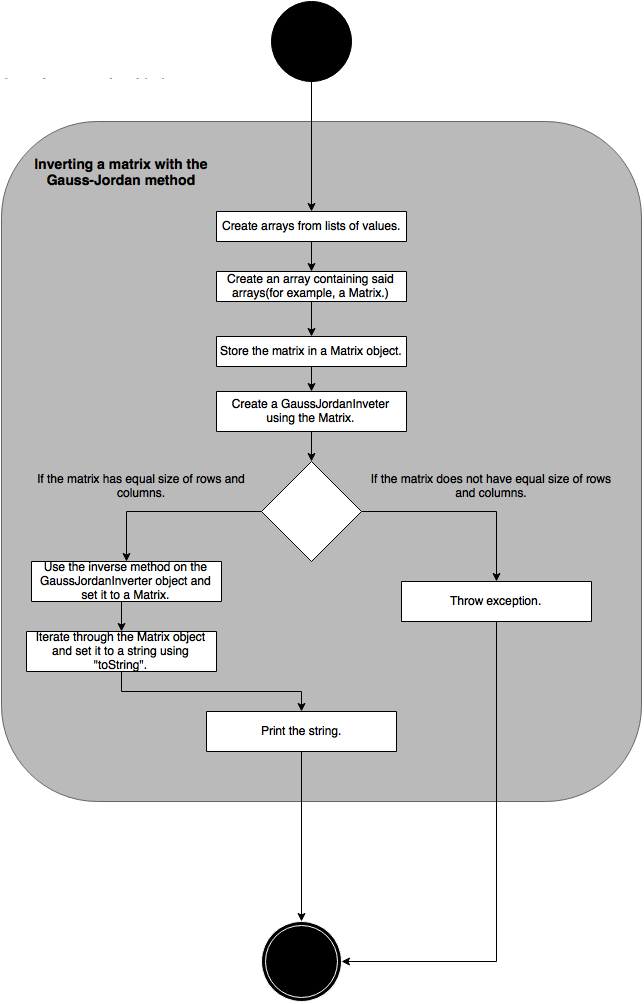 Inverting a matrix with the
Gauss-Jordan method
Create arrays from lists of values.
Create an array containing said
arrays(for example, a Matrix.)
Store the matrix in a Matrix object.
Create a GaussJordanInveter
using the Matrix.
If the matrix has equal size of rows and
columns.
If the matrix does not have equal size of rows
and columns.
Use the inverse method on the
GaussJordanInverter object and
set it to a Matrix.
Throw exception.
Iterate through the Matrix object
and set it to a string using
"toString".
Print the string.